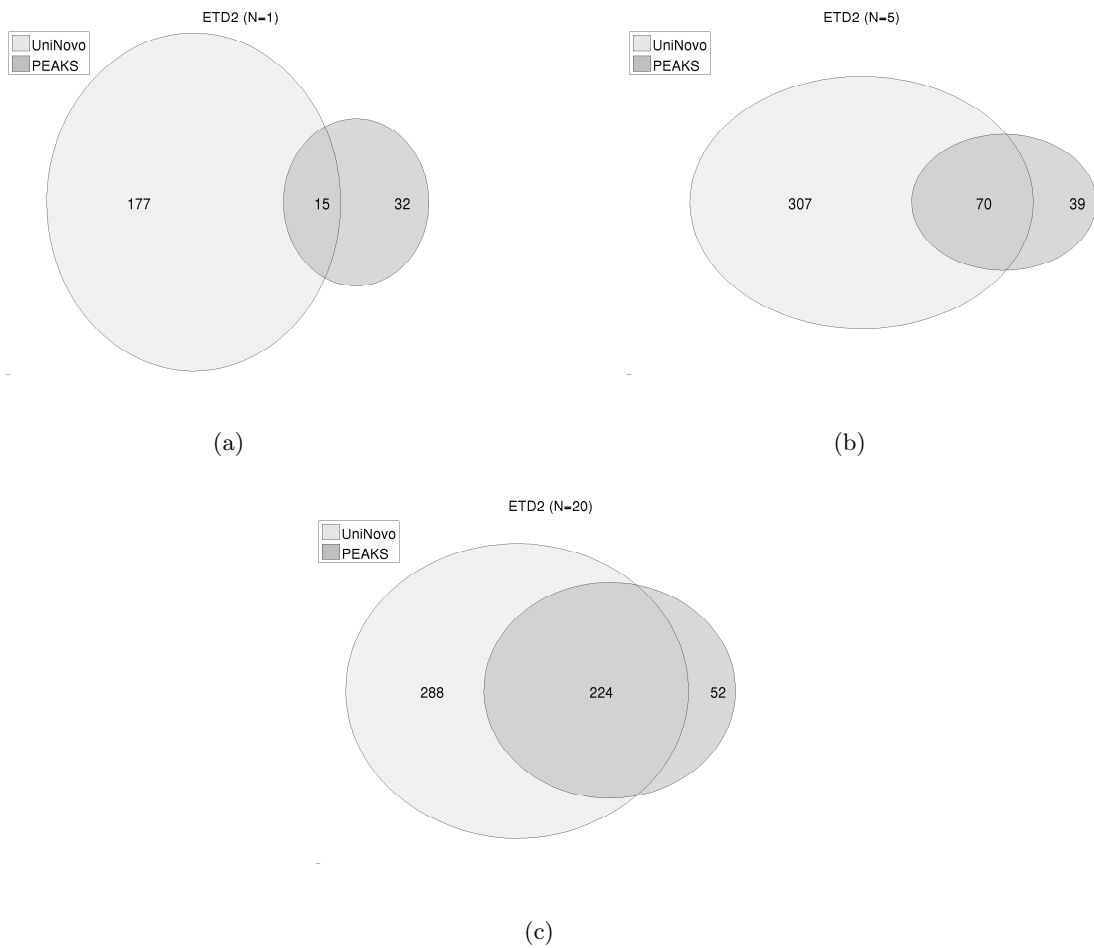 ETD2 (N=1)
UniNovo
PEAKS
177
15
32
(a)
ETD2 (N=5)
UniNovo
PEAKS
307
70
39
(b)
ETD2 (N=20)
UniNovo
PEAKS
288
224
52
(c)